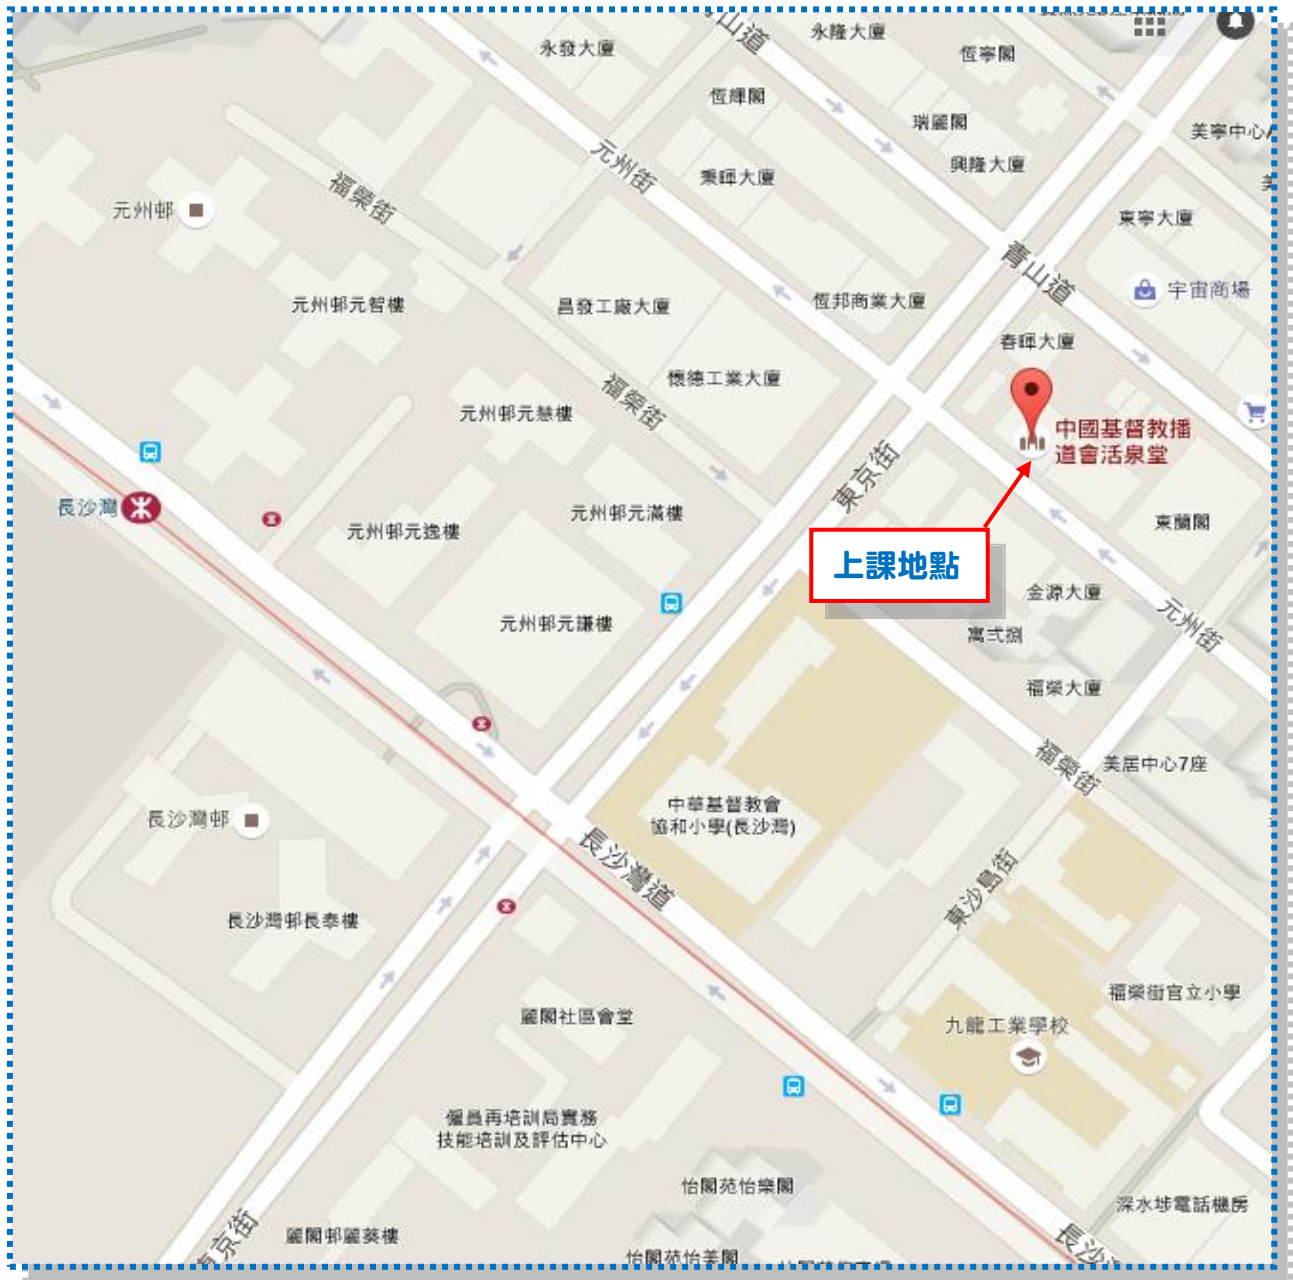 青山道
永隆大廈
永發大廈
恆寧閣
恆輝閣
瑞麗閣
美寧中心
元州街
興隆大廈
秉暉大廈
福榮街
元州邨
東寧大廈
青山道
宇宙商場
元州邨元智樓
昌發工廠大廈
恆邦商業大廈
春暉大廈
懷德工業大廈
福榮街
元州邨元慧樓
中國基督教播
道會活泉堂
東京街
長沙灣
元州邨元逸樓
元州邨元滿樓
東蘭閣
上課地點
金源大廈
元州街
元州邨元謙樓
寓弍捌
福榮大廈
福榮街
美居中心7座
中華基督教會
協和小學(長沙灣)
長沙灣邨
長沙灣道
東沙島街
長沙灣邨長泰樓
福榮街官立小學
麗閣社區會堂
九龍工業學校
僱員再培訓局實務
技能培訓及評估中心
怡閣苑怡樂閣
深水埗電話機房
東京街
麗閣邨麗葵樓
長沙
怡閣苑怡美閣